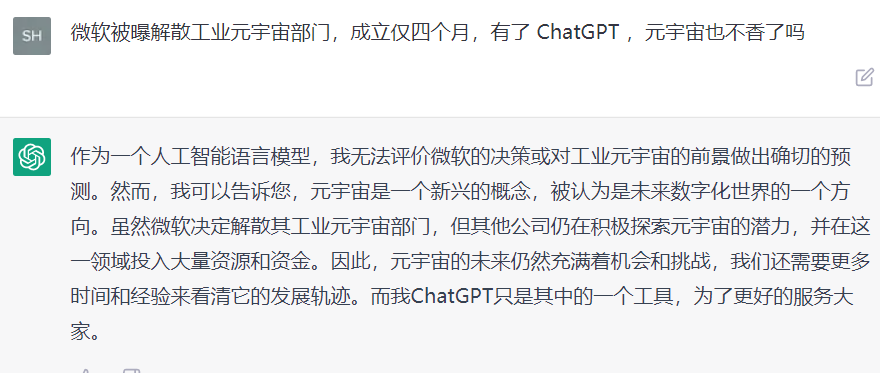 SH
微软被曝解散工业元宇宙部门，成立仅四个月，有了 ChatGPT ，元宇宙也不香了吗
作为一个人工智能语言模型，我无法评价微软的决策或对工业元宇宙的前景做出确切的预
测。然而，我可以告诉您，元宇宙是一个新兴的概念，被认为是未来数字化世界的一个方
向。虽然微软决定解散其工业元宇宙部门，但其他公司仍在积极探索元宇宙的潜力，并在这
一领域投入大量资源和资金。因此，元宇宙的未来仍然充满着机会和挑战，我们还需要更多
时间和经验来看清它的发展轨迹。而我ChatGPT只是其中的一个工具，为了更好的服务大
家。